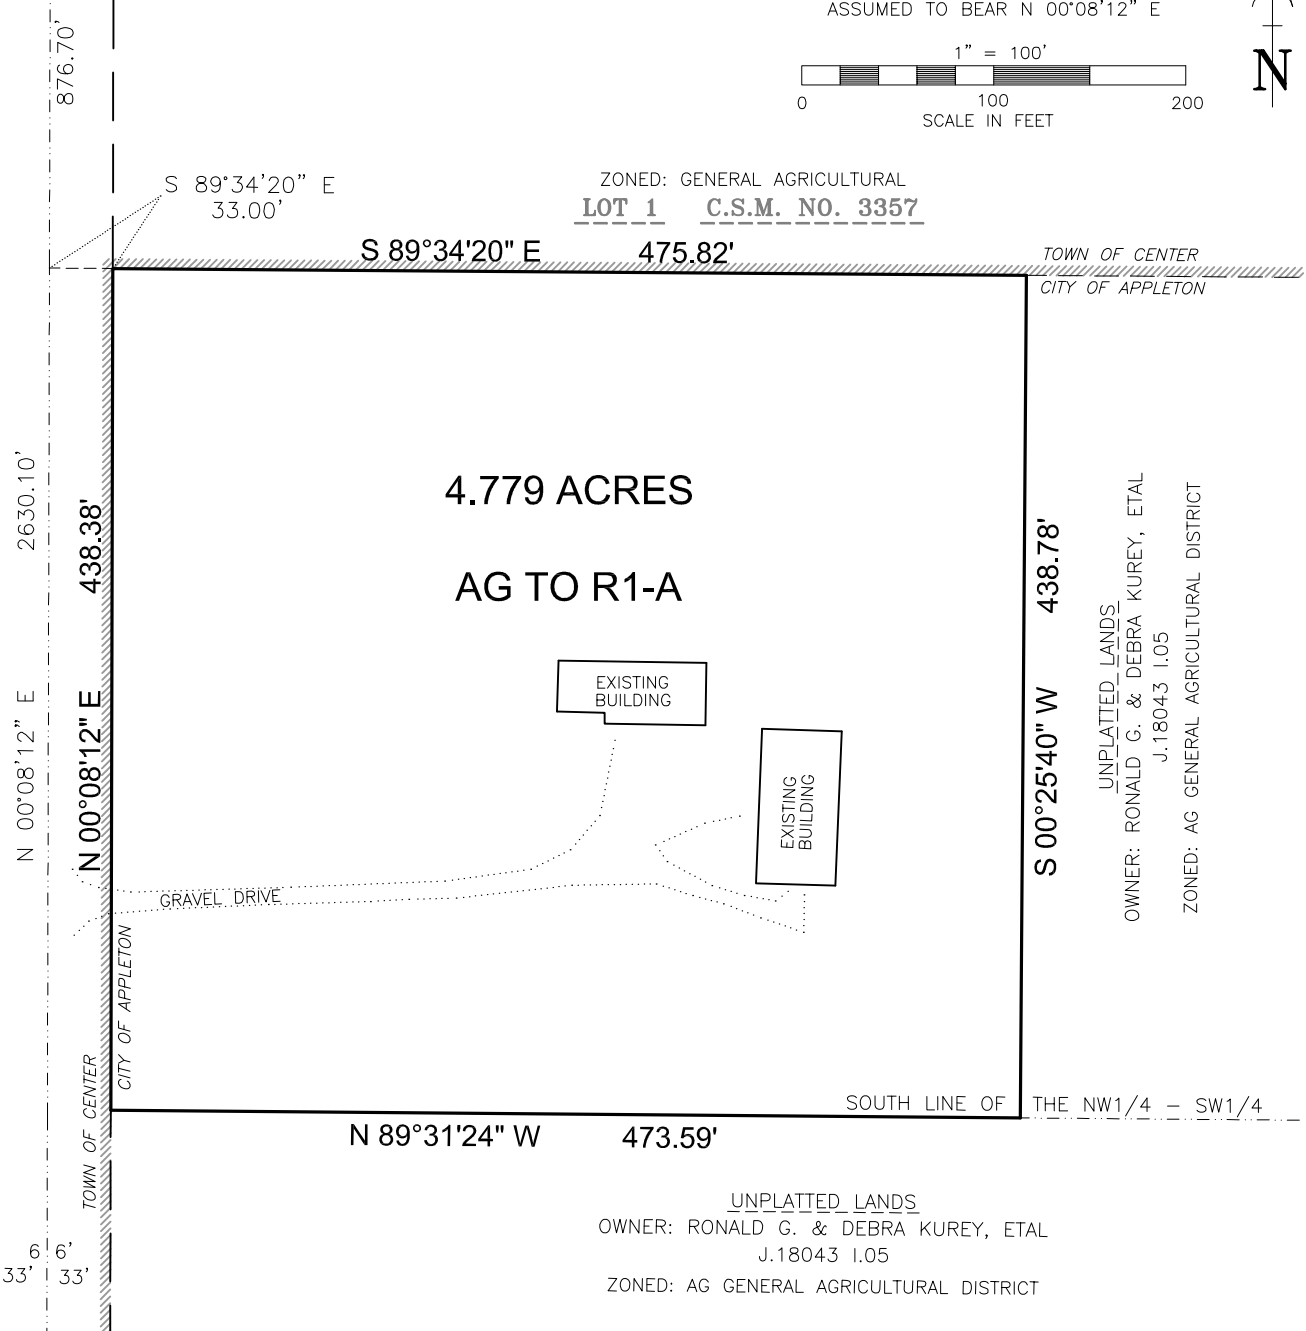 ASSUMED TO BEAR N 00°08'12" E
1" = 100'
0 100 200
SCALE IN FEET
N
876.70'
S 89°34'20" E
33.00'
ZONED: GENERAL AGRICULTURAL
LOT 1 C.S.M. NO. 3357
S 89°34'20" E 475.82'
TOWN OF CENTER
CITY OF APPLETON
N 00°08'12" E 2630.10'
N 00°08'12" E 438.38'
4.779 ACRES
AG TO R1-A
EXISTING
BUILDING
EXISTING
BUILDING
GRAVEL DRIVE
S 00°25'40" W 438.78'
UNPLATTED LANDS
OWNER: RONALD G. & DEBRA KUREY, ETAL
J.18043 I.05
ZONED: AG GENERAL AGRICULTURAL DISTRICT
CITY OF APPLETON
TOWN OF CENTER
SOUTH LINE OF THE NW1/4 - SW1/4
N 89°31'24" W 473.59'
UNPLATTED LANDS
OWNER: RONALD G. & DEBRA KUREY, ETAL
J.18043 I.05
ZONED: AG GENERAL AGRICULTURAL DISTRICT
6 6'
33' 33'